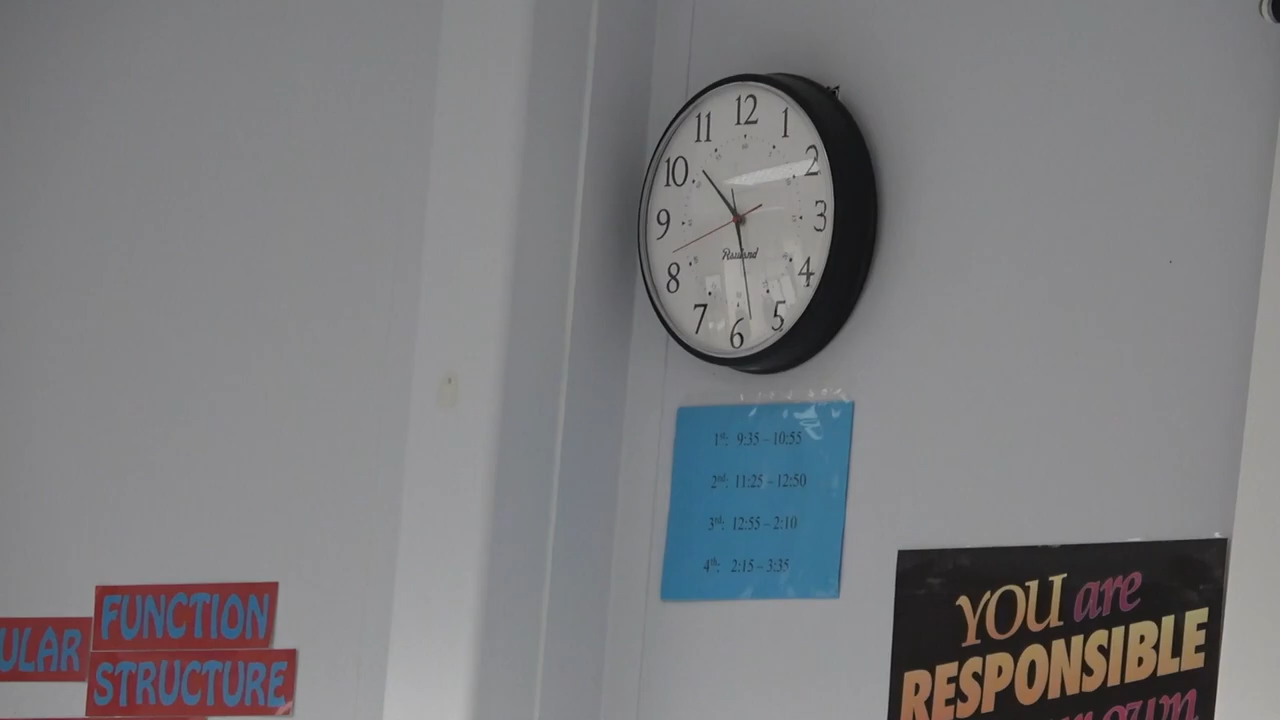 12
11
1
10
2
9
3
8
4
7
5
6
1st: 9:35 – 10:55
2nd: 11:25 – 12:50
3rd: 12:55 – 2:10
4th: 2:15 – 3:35
ULAR FUNCTION
STRUCTURE
YOU are
RESPONSIBLE
own